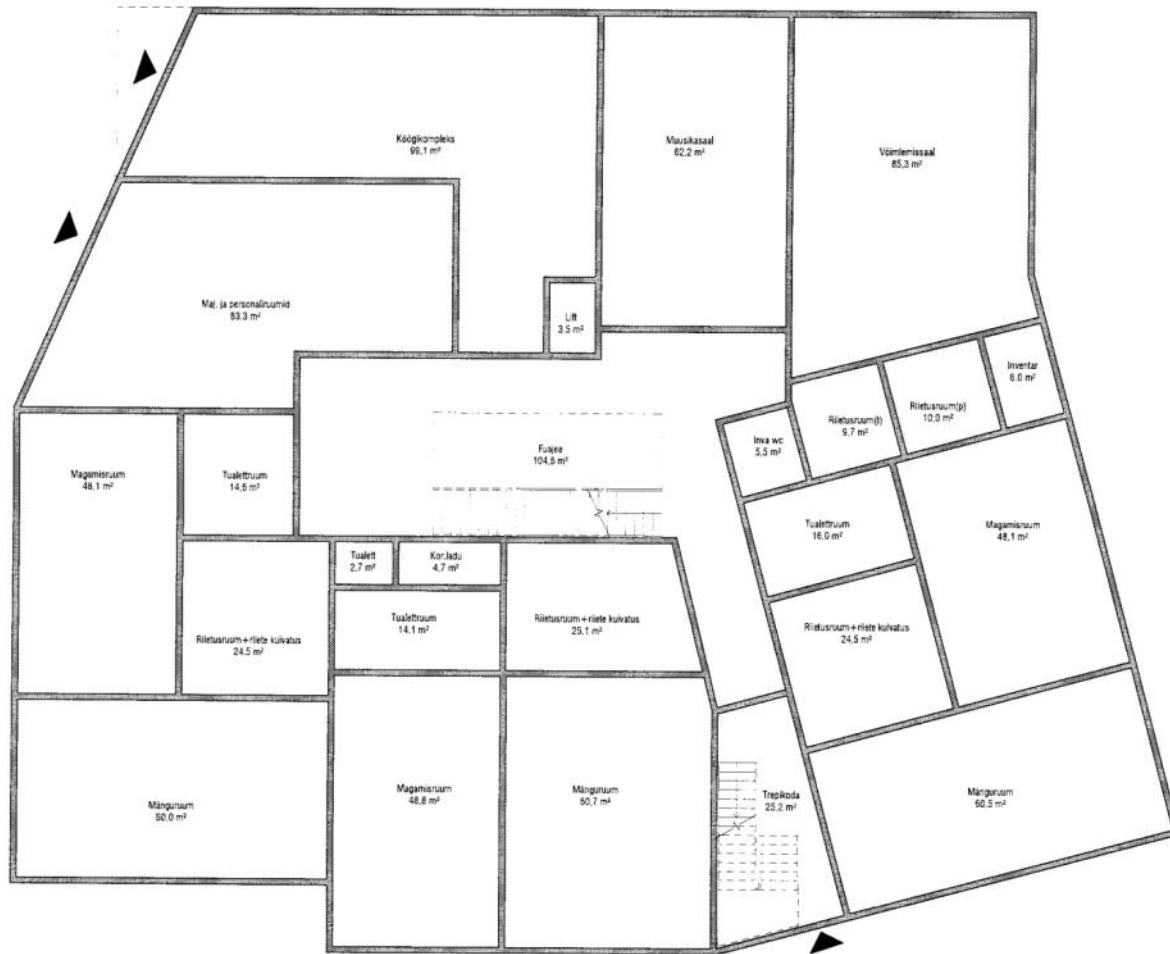 Köögikompleks
99,1 m²
Muusikasaal
62,2 m²
Võimlemissaal
85,3 m²
Maj. ja personaliruumid
83.3 m²
Lift
3.5 m²
Inventar
6.0 m²
Riietusruum(p)
10,0 m²
Riietusruum(t)
9,7 m²
Inva wc
5,5 m²
Fuajee
104,6 m²
Magamisruum
48,1 m²
Tualettruum
14,6 m²
Tualettruum
16,0 m²
Magamisruum
48,1 m²
Tualett
2,7 m²
Kor.ladu
4,7 m²
Riietusruum+riiete kuivatus
24.5 m²
Tualettruum
14.1 m²
Riietusruum+riiete kuivatus
25,1 m²
Riietusruum+riiete kuivatus
24,5 m²
Mänguruum
60,0 m²
Magamisruum
48,8 m²
Mänguruum
60,7 m²
Trepikoda
25,2 m²
Mänguruum
60.5 m²